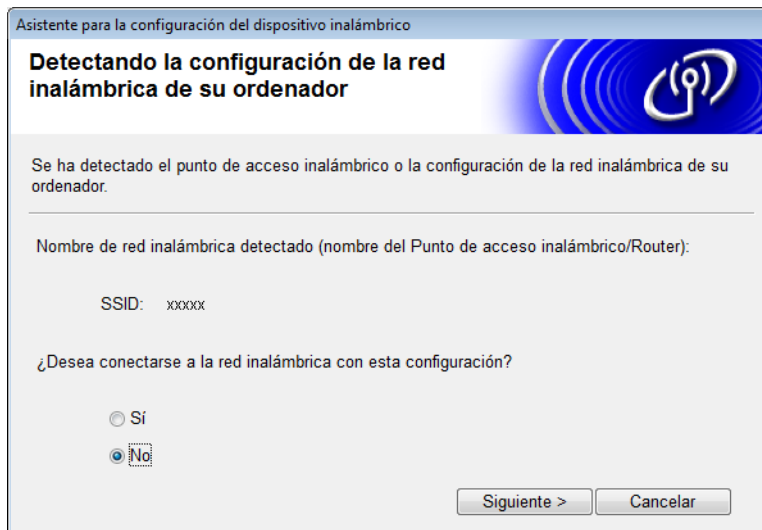 Asistente para la configuración del dispositivo inalámbrico
Detectando la configuración de la red
inalámbrica de su ordenador
Se ha detectado el punto de acceso inalámbrico o la configuración de la red inalámbrica de su
ordenador.
Nombre de red inalámbrica detectado (nombre del Punto de acceso inalámbrico/Router):
SSID: xxxxx
¿Desea conectarse a la red inalámbrica con esta configuración?
Sí
No
Siguiente > Cancelar